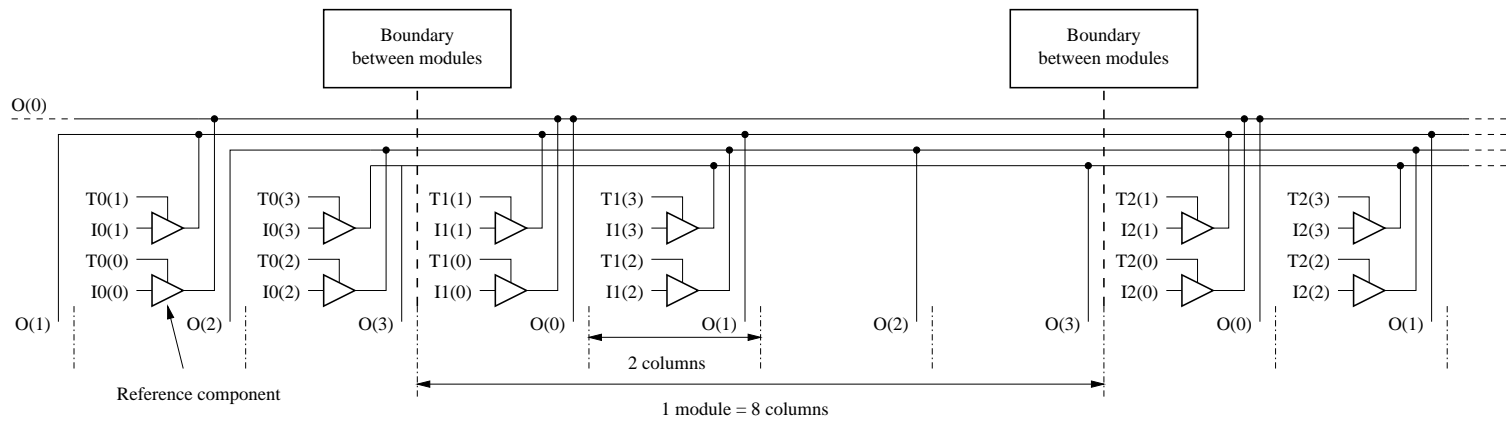 Boundary
between modules
Boundary
between modules
O(0)
T0(1)
T0(3)
T1(1)
T1(3)
T2(1)
T2(3)
I0(1)
I0(3)
I1(1)
I1(3)
I2(1)
I2(3)
T0(0)
T0(2)
T1(0)
T1(2)
T2(0)
T2(2)
I0(0)
I0(2)
I1(0)
I1(2)
I2(0)
I2(2)
O(1)
O(2)
O(3)
O(0)
O(1)
O(2)
O(3)
O(0)
O(1)
2 columns
Reference component
1 module = 8 columns